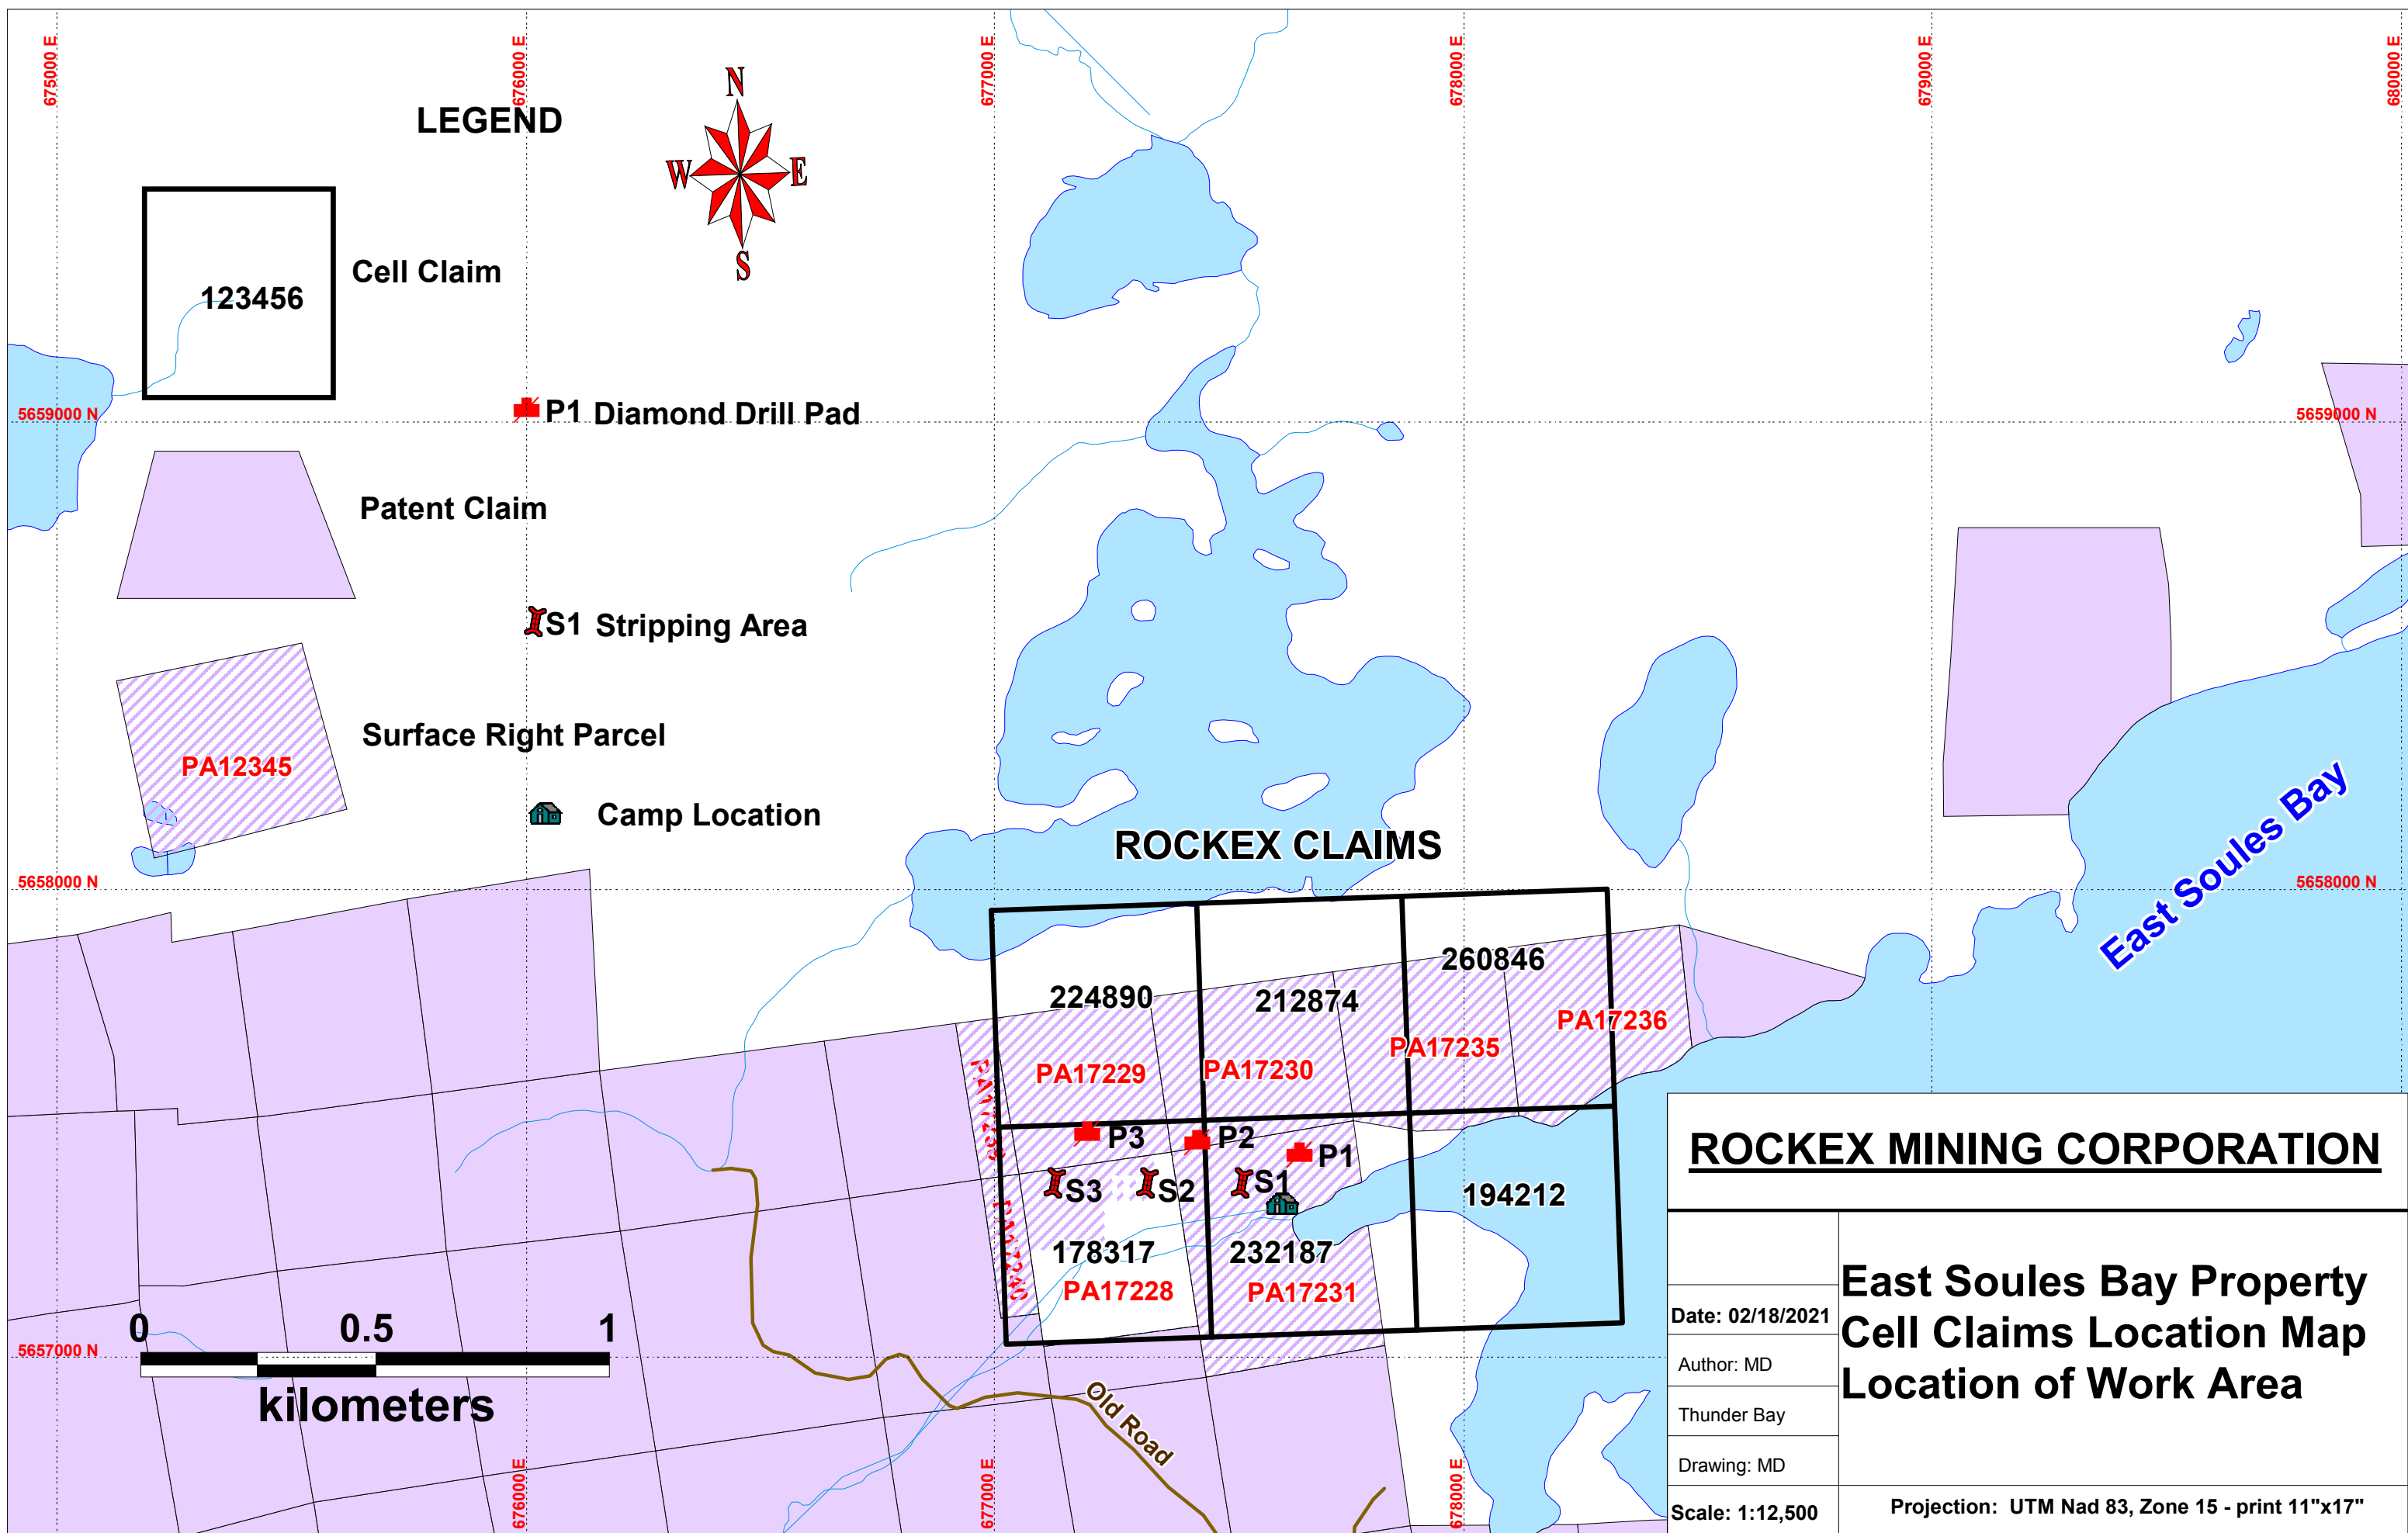 675000 E
676000 E
677000 E
678000 E
679000 E
680000 E
LEGEND
N
W
E
S
123456
Cell Claim
P1 Diamond Drill Pad
5659000 N
5659000 N
Patent Claim
S1 Stripping Area
Surface Right Parcel
PA12345
Camp Location
ROCKEX CLAIMS
East Soules Bay
5658000 N
5658000 N
260846
224890
212874
PA17236
PA17235
PA17229
PA17230
P3
P2
P1
S3
S2
S1
194212
178317
232187
PA17228
PA17231
PA17240
0 0.5 1
kilometers
5657000 N
Old Road
676000 E
677000 E
678000 E
ROCKEX MINING CORPORATION
East Soules Bay Property
Cell Claims Location Map
Location of Work Area
Date: 02/18/2021
Author: MD
Thunder Bay
Drawing: MD
Scale: 1:12,500
Projection: UTM Nad 83, Zone 15 - print 11"x17"